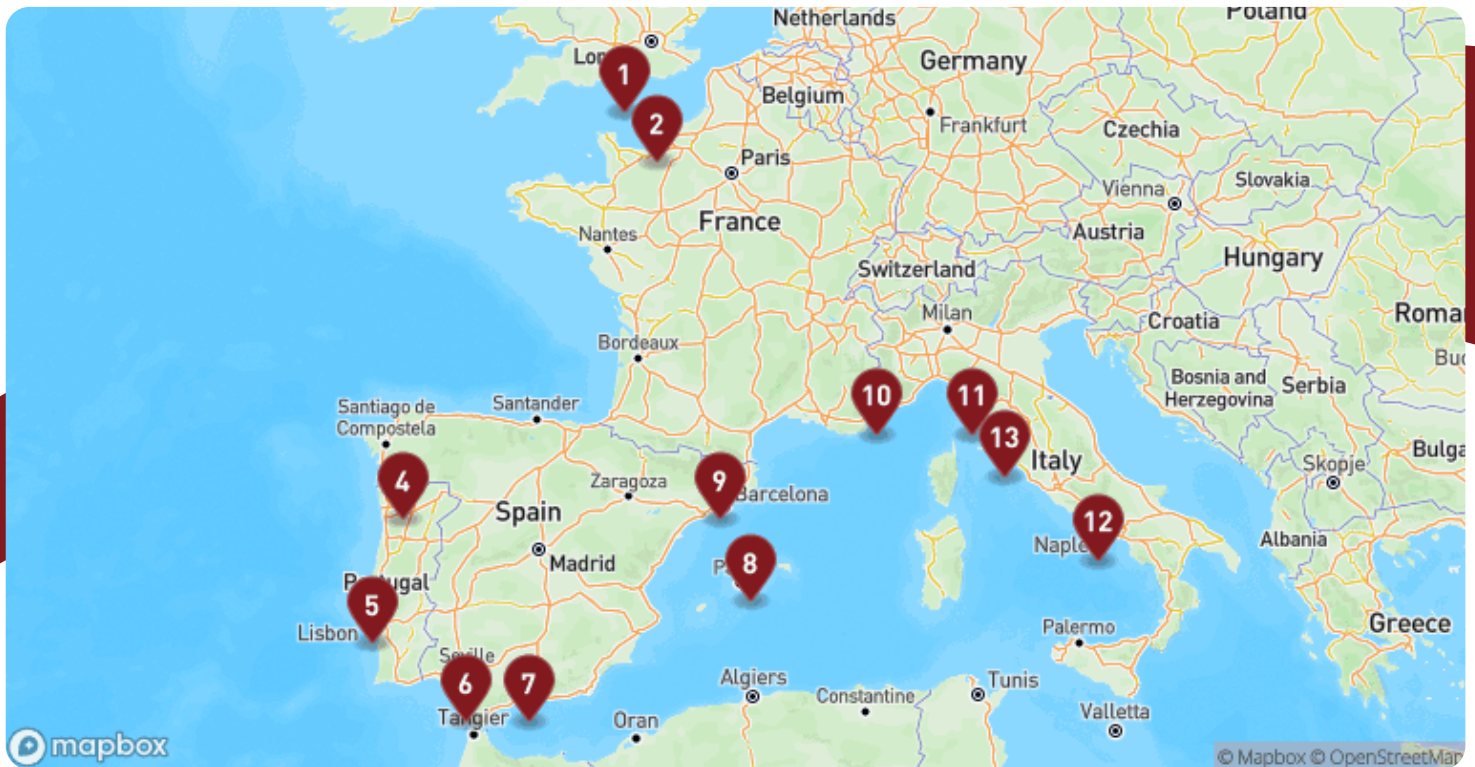 Netherlands
Poland
Lon
1
Germany
Belgium
2
Frankfurt
Czechia
Paris
Slovakia
Vienna
France
Austria
Nantes
Hungary
Switzerland
Milan
Croatia
Roma
Bordeaux
Buc
Bosnia and
Herzegovina
Serbia
10
11
Santander
Santiago de
Compostela
13
Italy
Bulga
Skopje
4
9
Zaragoza
Barcelona
Spain
12
Naple
Albania
Madrid
8
P
Portugal
5
Lisbon
Greece
Palermo
Seville
6
7
Algiers
Tunis
Constantine
Tangier
Oran
Valletta
mapbox
© Mapbox © OpenStreetMap